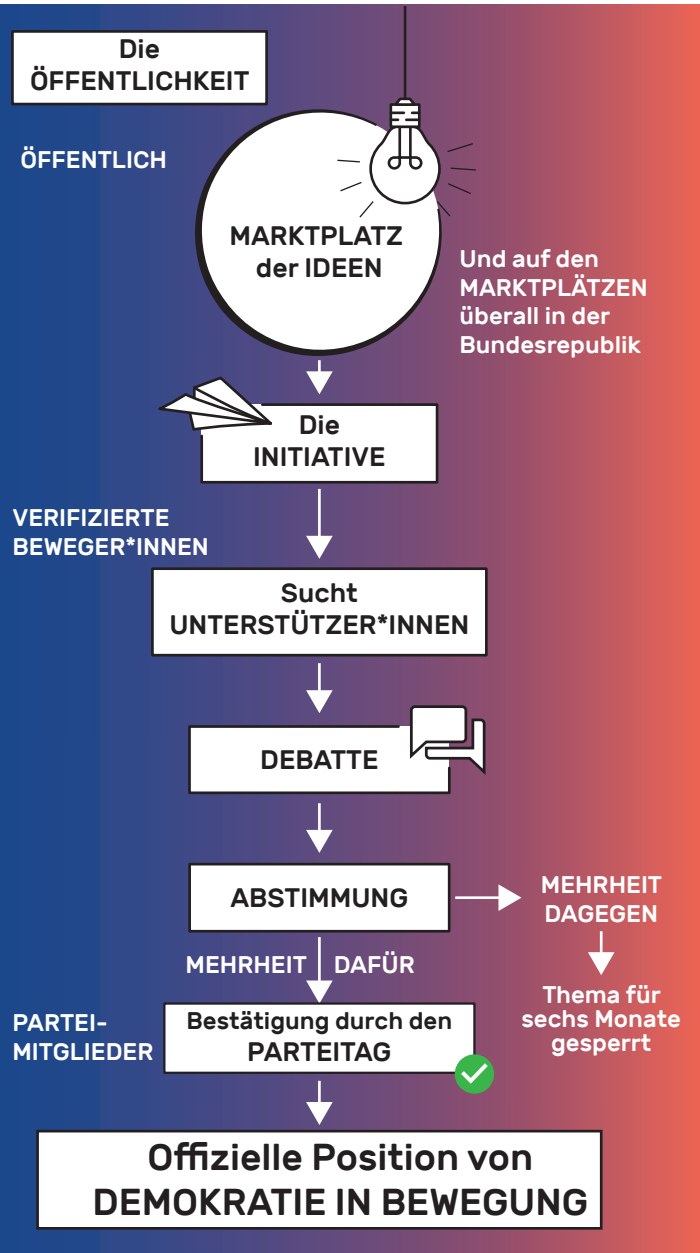 Die
ÖFFENTLICHKEIT
ÖFFENTLICH
MARKTPLATZ
der IDEEN
Und auf den
MARKTPLÄTZEN
überall in der
Bundesrepublik
Die
INITIATIVE
VERIFIZIERTE
BEWEGER*INNEN
Sucht
UNTERSTÜTZER*INNEN
DEBATTE
ABSTIMMUNG
MEHRHEIT
DAGEGEN
MEHRHEIT DAFÜR
Thema für
sechs Monate
gesperrt
PARTEI-
MITGLIEDER
Bestätigung durch den
PARTEITAG
Offizielle Position von
DEMOKRATIE IN BEWEGUNG